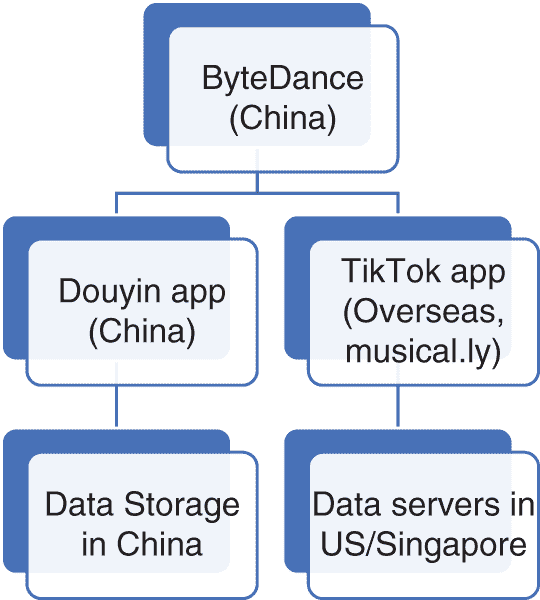 ByteDance
(China)
Douyin app
(China)
TikTok app
(Overseas,
musical.ly)
Data Storage
in China
Data servers in
US/Singapore